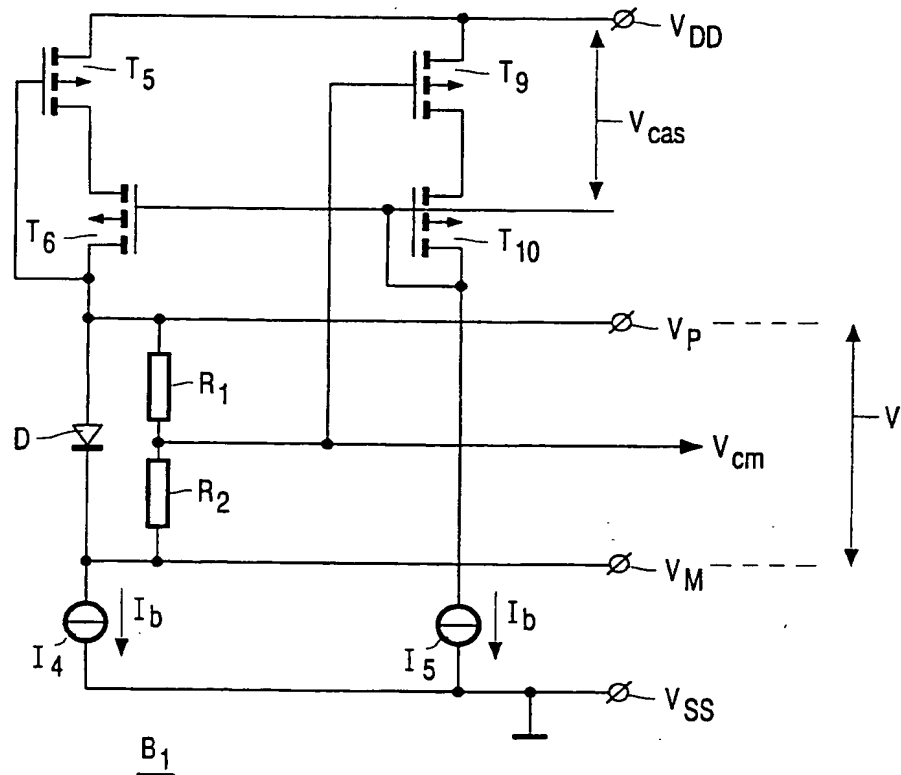 V_DD
T_5
T_9
V_cas
T_6
T_10
V_P
R_1
V
D
V_cm
R_2
V_M
I_b
I_b
I_4
I_5
V_SS
B_1